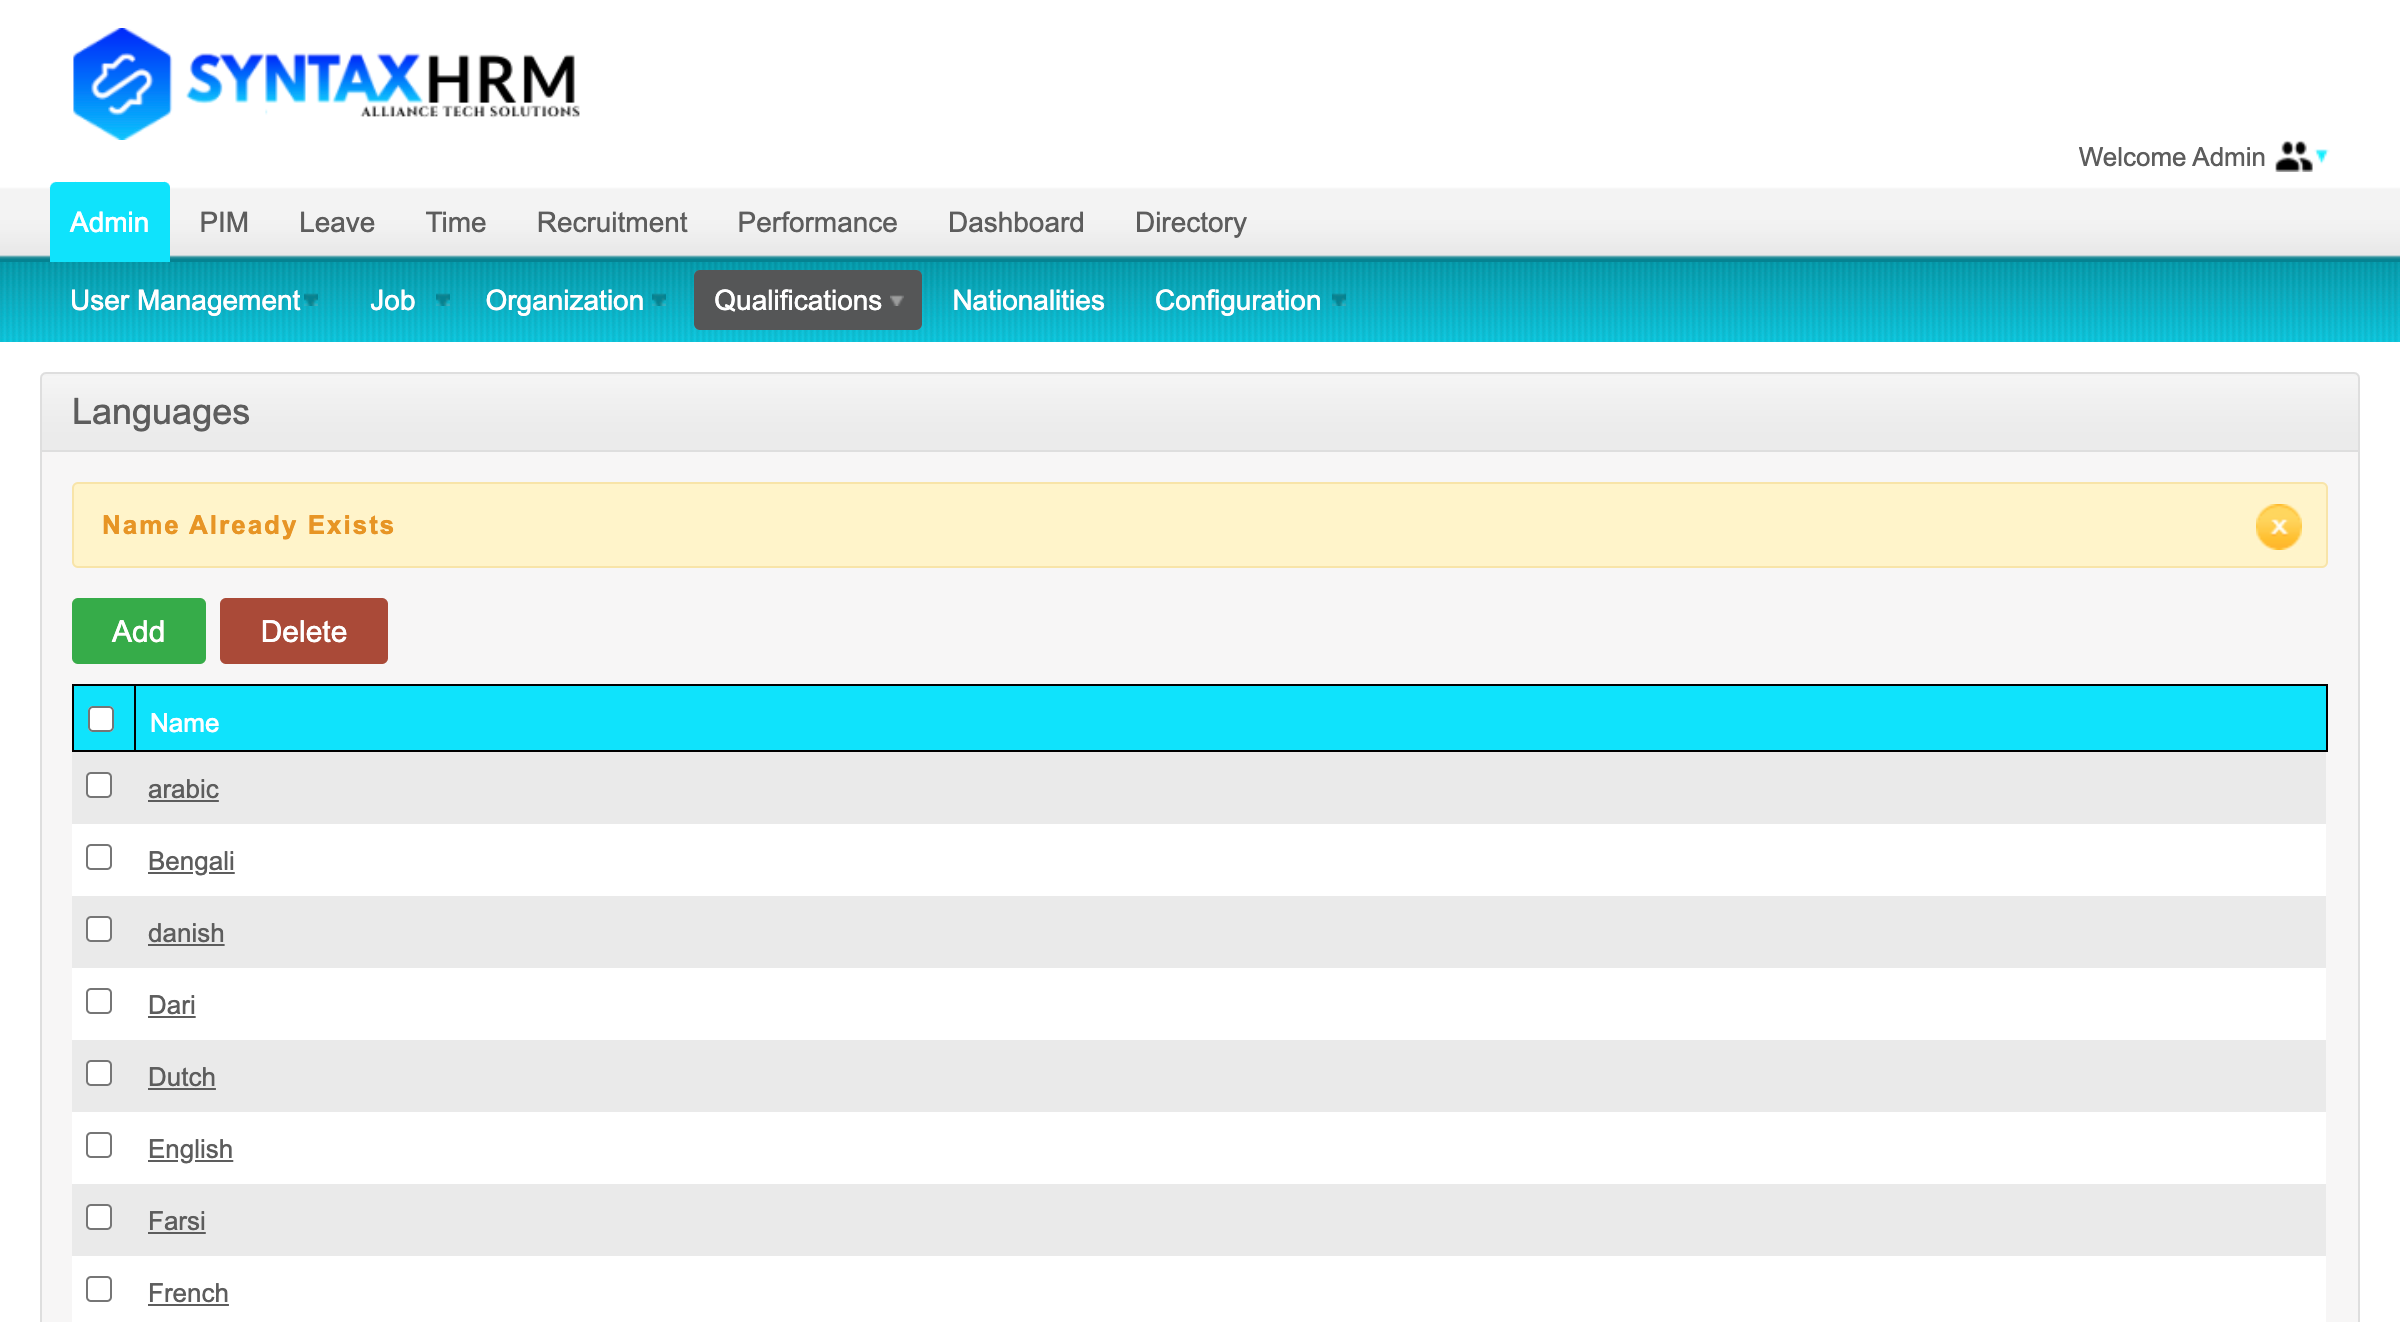 SYNTAXHRM
ALLIANCE TECH SOLUTIONS
Welcome Admin
Admin PIM Leave Time Recruitment Performance Dashboard Directory
User Management Job Organization Qualifications Nationalities Configuration
Languages
Name Already Exists
Add Delete
Name
arabic
Bengali
danish
Dari
Dutch
English
Farsi
French